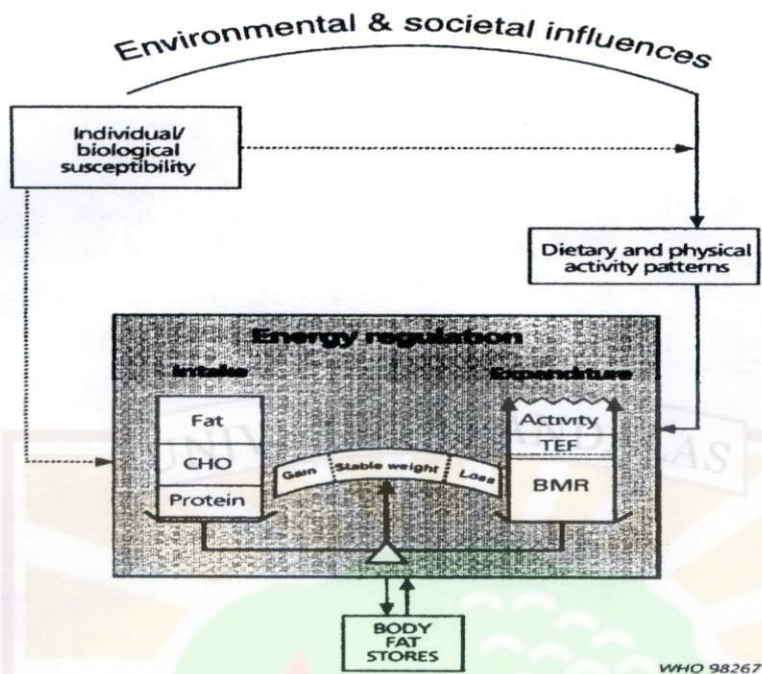 Environmental & societal influences
Individual/
biological
susceptibility
Dietary and physical
activity patterns
Energy regulation
Intake
Expenditure
Fat
CHO
Protein
Gain
Stable weight
Loss
Activity
TEF
BMR
BODY
FAT
STORES
WHO 98267